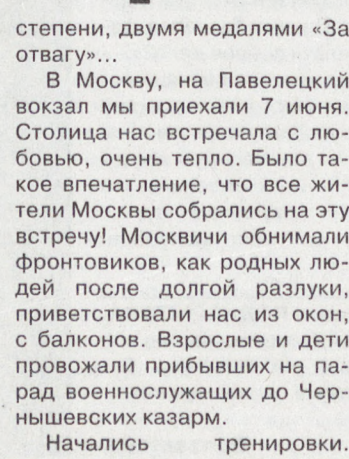 степени, двумя медалями «За
отвагу»...
В Москву, на Павелецкий
вокзал мы приехали 7 июня.
Столица нас встречала с лю-
бовью, очень тепло. Было та-
кое впечатление, что все жи-
тели Москвы собрались на эту
встречу! Москвичи обнимали
фронтовиков, как родных лю-
дей после долгой разлуки,
приветствовали нас из окон,
с балконов. Взрослые и дети
провожали прибывших на па-
рад военнослужащих до Чер-
нышевских казарм.
Начались тренировки.